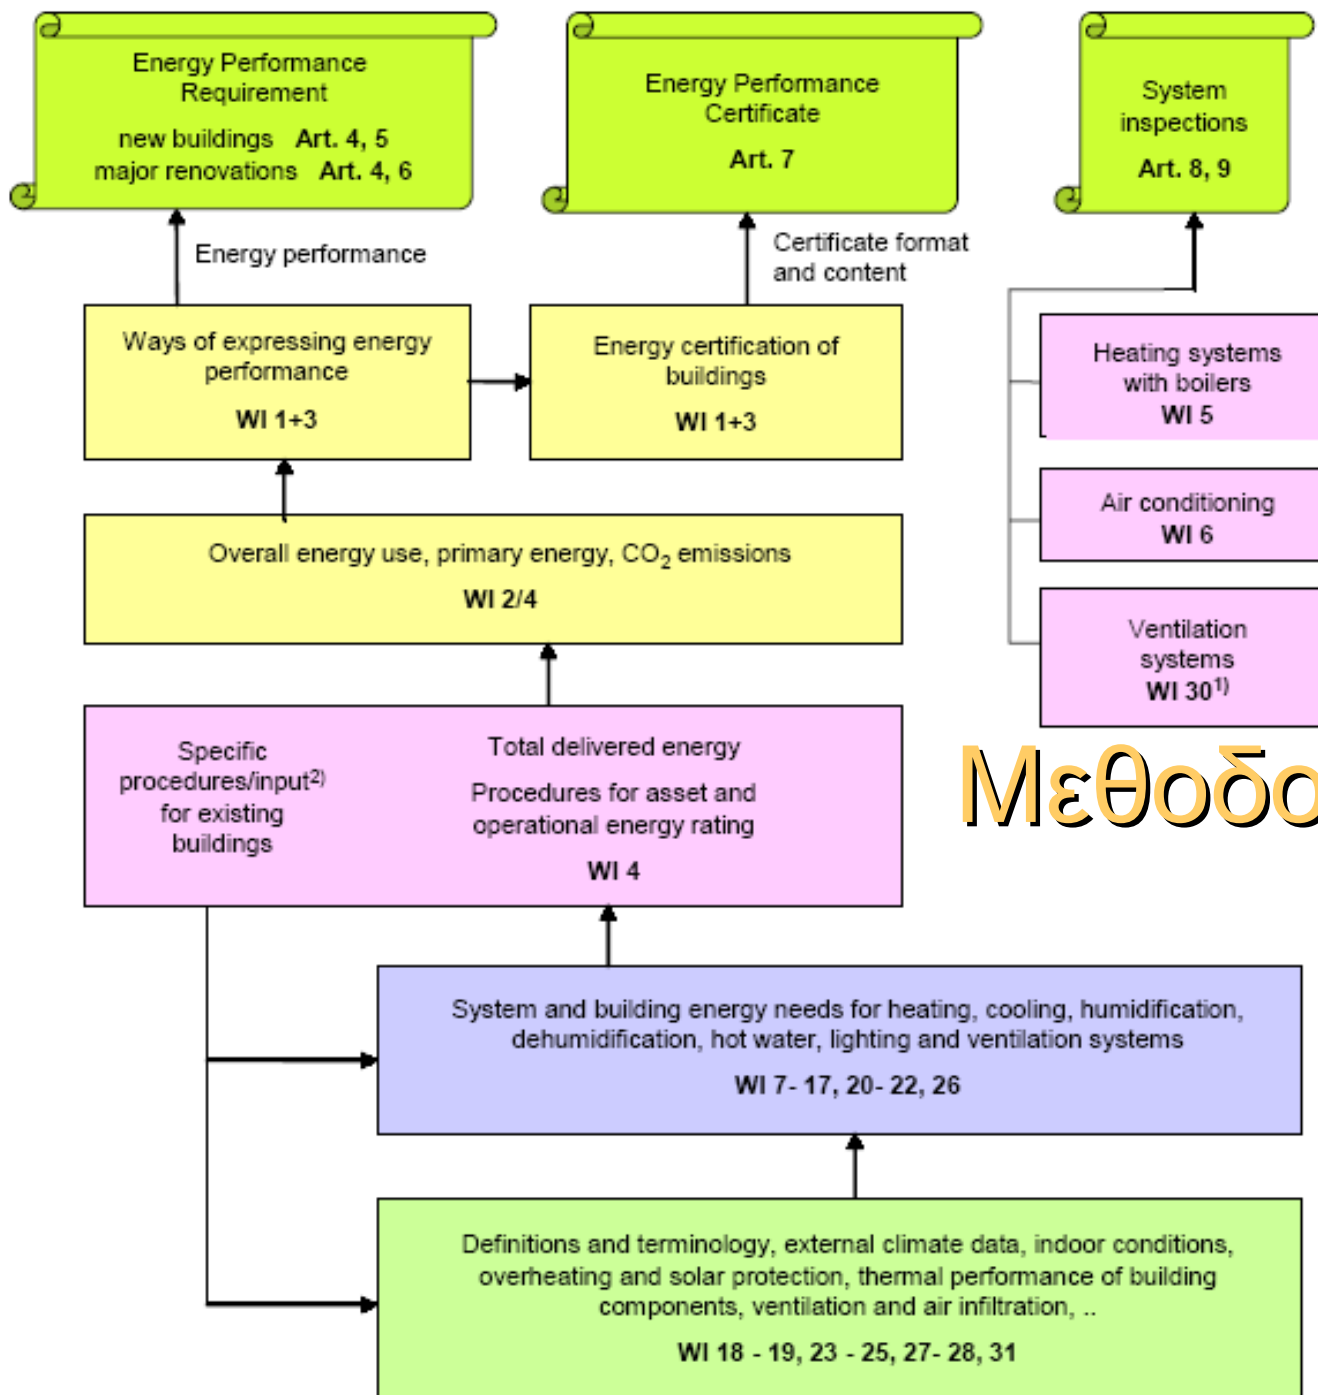 Energy Performance
Requirement
new buildings Art. 4, 5
major renovations Art. 4, 6
Energy Performance
Certificate
Art. 7
System
inspections
Art. 8, 9
Energy performance
Certificate format
and content
Ways of expressing energy
performance
WI 1+3
Energy certification of
buildings
WI 1+3
Heating systems
with boilers
WI 5
Air conditioning
WI 6
Ventilation
systems
WI 30¹⁾
Overall energy use, primary energy, CO₂ emissions
WI 2/4
Specific
procedures/input²⁾
for existing
buildings
Total delivered energy
Procedures for asset and
operational energy rating
WI 4
Μεθοδο
System and building energy needs for heating, cooling, humidification,
dehumidification, hot water, lighting and ventilation systems
WI 7- 17, 20- 22, 26
Definitions and terminology, external climate data, indoor conditions,
overheating and solar protection, thermal performance of building
components, ventilation and air infiltration, ..
WI 18 - 19, 23 - 25, 27- 28, 31